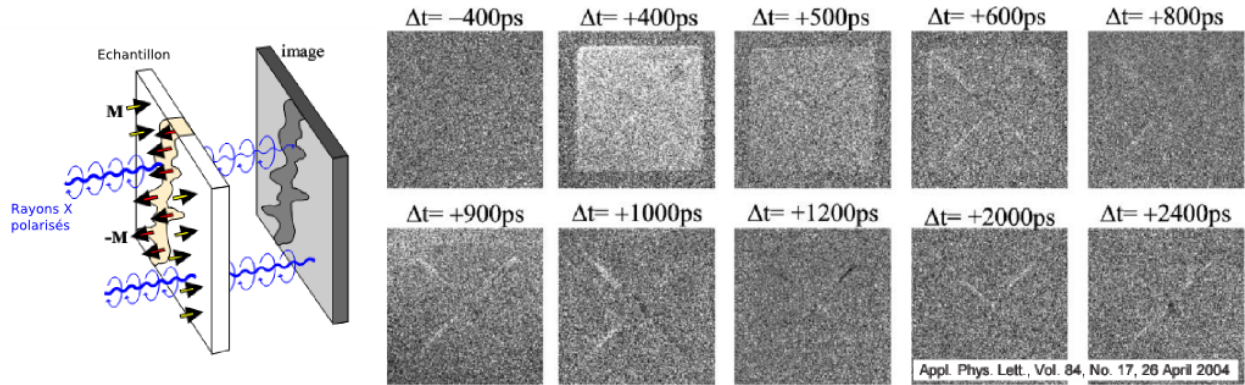 Echantillon
image
M
-M
Rayons X
polarisés
Δt= –400ps
Δt= +400ps
Δt= +500ps
Δt= +600ps
Δt= +800ps
Δt= +900ps
Δt= +1000ps
Δt= +1200ps
Δt= +2000ps
Δt= +2400ps
Appl. Phys. Lett., Vol. 84, No. 17, 26 April 2004